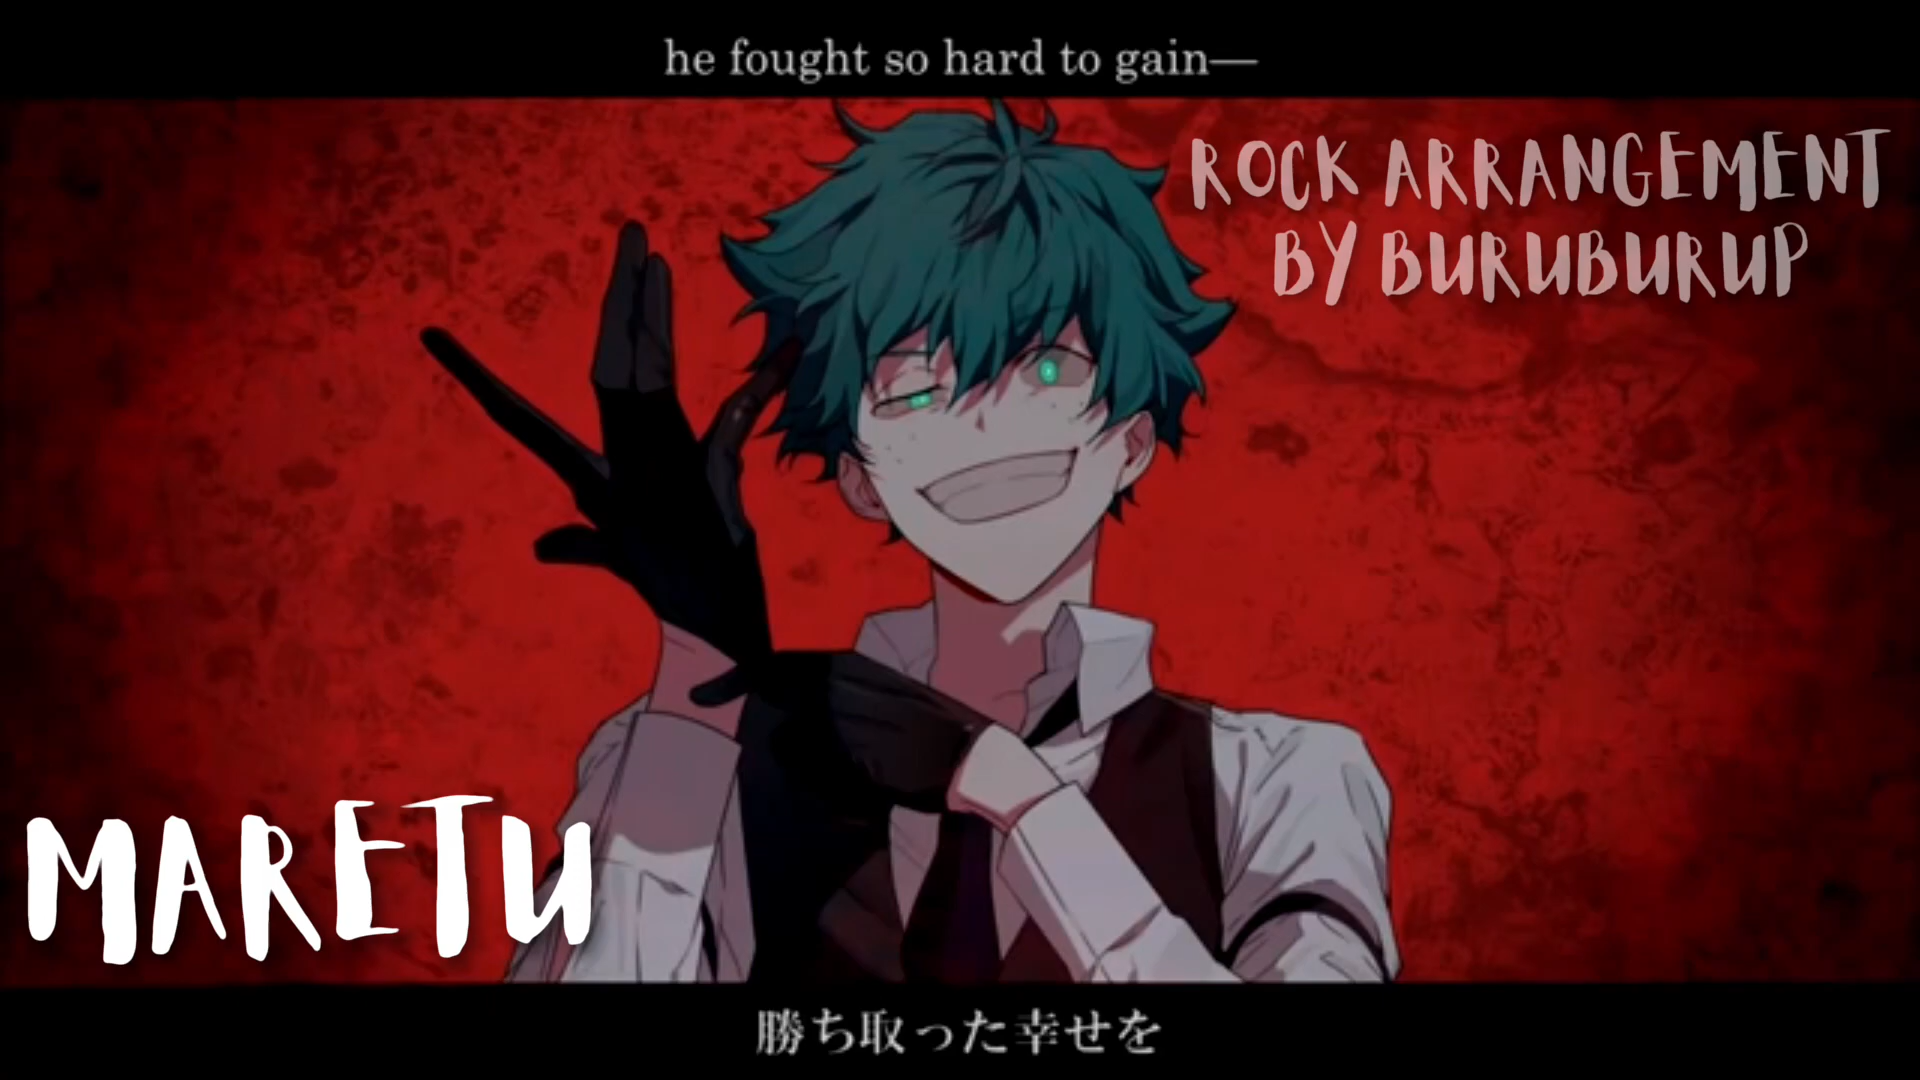 he fought so hard to gain—
ROCK ARRANGEMENT
BY BURUBURUP
MARETU
勝ち取った幸せを